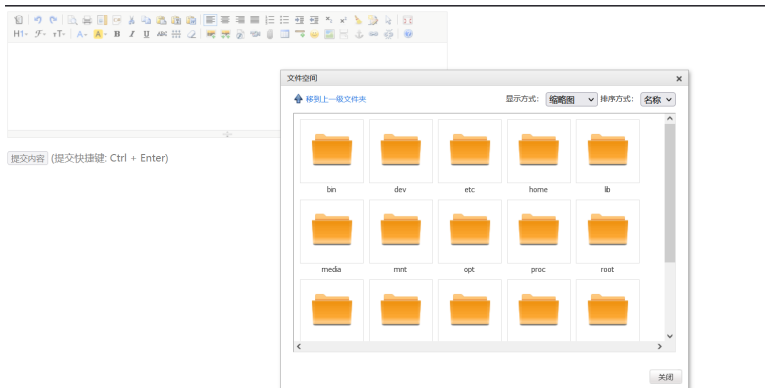 H1 F T T A A B I U ABC
文件空间 ×
移到上一级文件夹 显示方式: 缩略图 排序方式: 名称
bin dev etc home lib
media mnt opt proc root
关闭
提交内容 (提交快捷键: Ctrl + Enter)